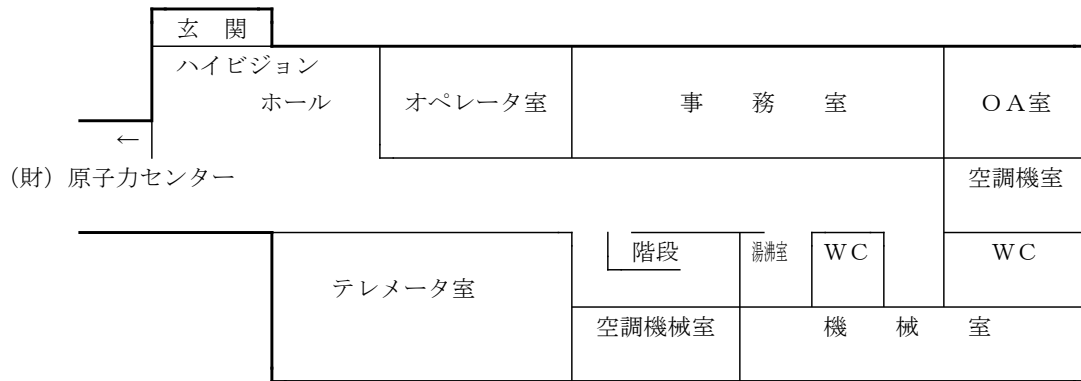 玄　関
ハイビジョン
ホール　オペレータ室　事　務　室　ＯＡ室
←
（財）原子力センター　空調機室
階段　湯沸室　ＷＣ　ＷＣ
テレメータ室
空調機械室　機　械　室